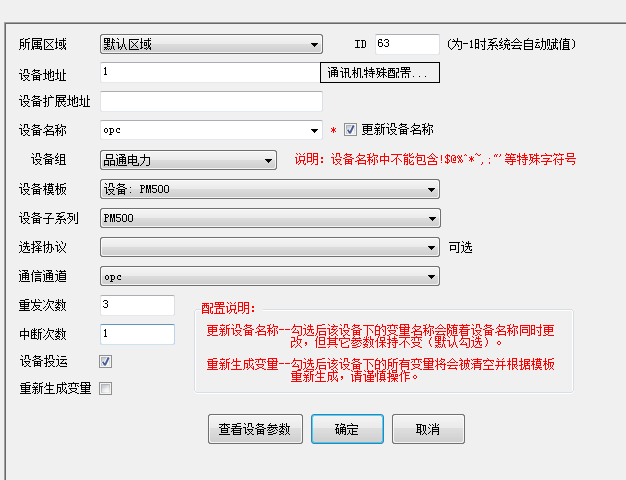 所属区域 默认区域 ID 63 (为-1时系统会自动赋值)
设备地址 1 通讯机特殊配置...
设备扩展地址
设备名称 opc * 更新设备名称
设备组 品通电力 说明: 设备名称中不能包含!$@%^*~,;“’等特殊字符号
设备模板 设备: PM500
设备子系列 PM500
选择协议 可选
通信通道 opc
重发次数 3
配置说明:
中断次数 1
更新设备名称--勾选后该设备下的变量名称会随着设备名称同时更
改，但其它参数保持不变（默认勾选）。
设备投运
重新生成变量--勾选后该设备下的所有变量将会被清空并根据模板
重新生成，请谨慎操作。
重新生成变量
查看设备参数 确定 取消